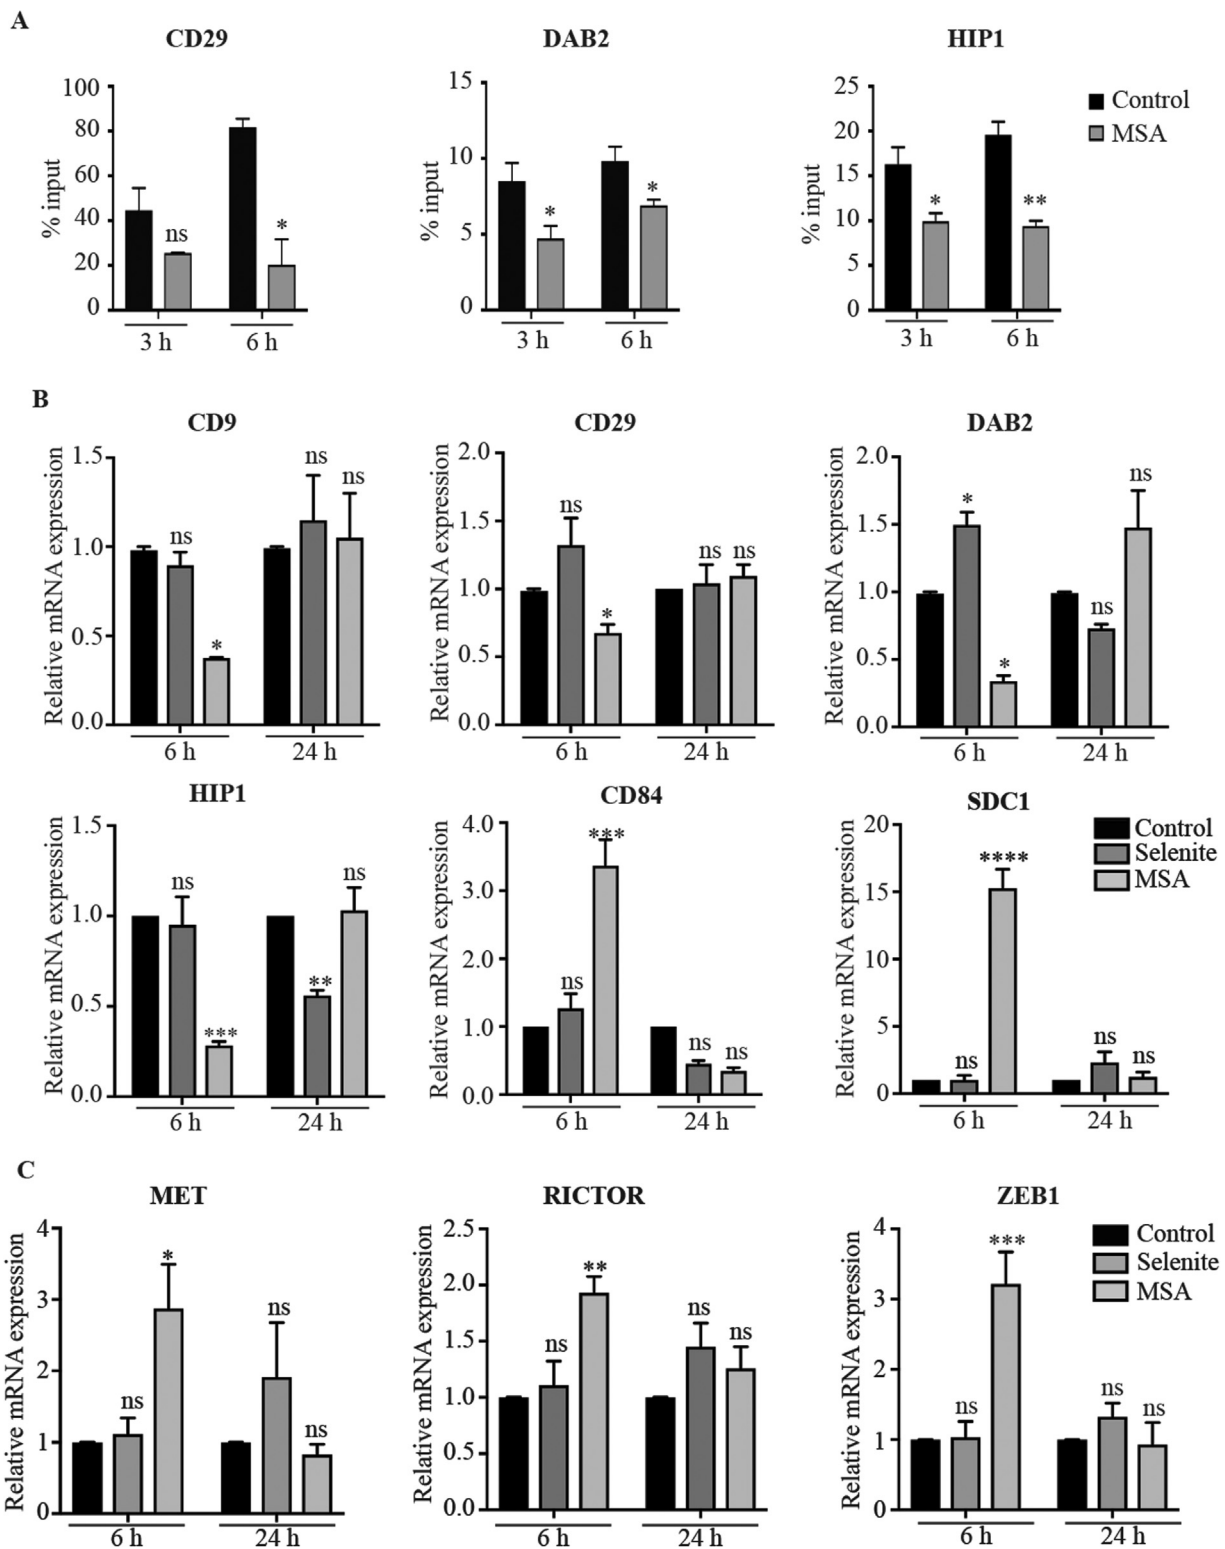 A
CD29 DAB2 HIP1
% input
100
80
60
40
20
0
ns
*
3 h 6 h
% input
15
10
5
0
*
*
3 h 6 h
% input
25
20
15
10
5
0
*
**
3 h 6 h
Control
MSA
B
CD9 CD29 DAB2
Relative mRNA expression
1.5
1.0
0.5
0.0
ns
*
ns
ns
6 h 24 h
Relative mRNA expression
2.0
1.5
1.0
0.5
0.0
ns
*
ns ns
6 h 24 h
Relative mRNA expression
2.0
1.5
1.0
0.5
0.0
*
*
ns
ns
6 h 24 h
HIP1 CD84 SDC1
Relative mRNA expression
1.5
1.0
0.5
0.0
ns
***
**
ns
6 h 24 h
Relative mRNA expression
4.0
3.0
2.0
1.0
0.0
ns
***
ns ns
6 h 24 h
Relative mRNA expression
20
15
10
5
0
ns
****
ns ns
6 h 24 h
Control
Selenite
MSA
C
MET RICTOR ZEB1
Relative mRNA expression
4
3
2
1
0
ns
*
ns
ns
6 h 24 h
Relative mRNA expression
2.5
2.0
1.5
1.0
0.5
0.0
ns
**
ns
ns
6 h 24 h
Relative mRNA expression
4
3
2
1
0
ns
***
ns
ns
6 h 24 h
Control
Selenite
MSA